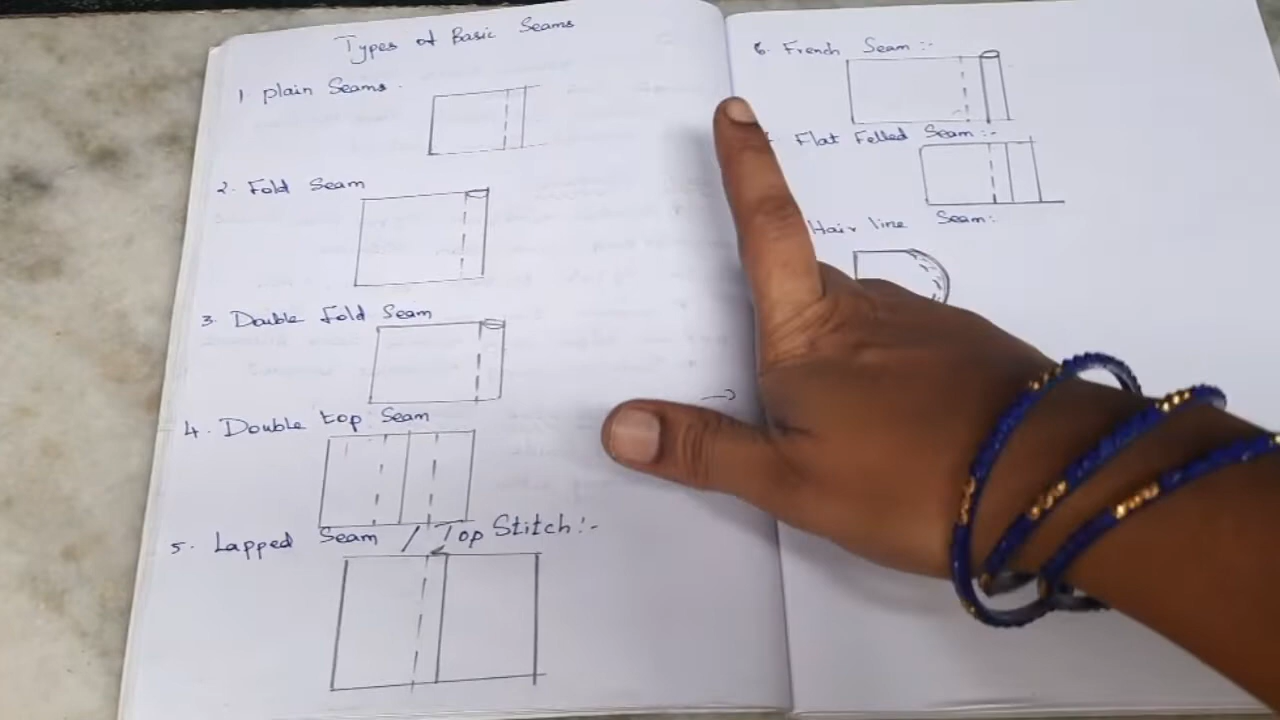 Types of Basic Seams
1 plain Seams.
2. Fold Seam
3. Double fold Seam
4. Double top Seam
5. Lapped Seam / Top Stitch:-
6. French Seam:-
Flat Felled Seam:-
Hair line Seam: